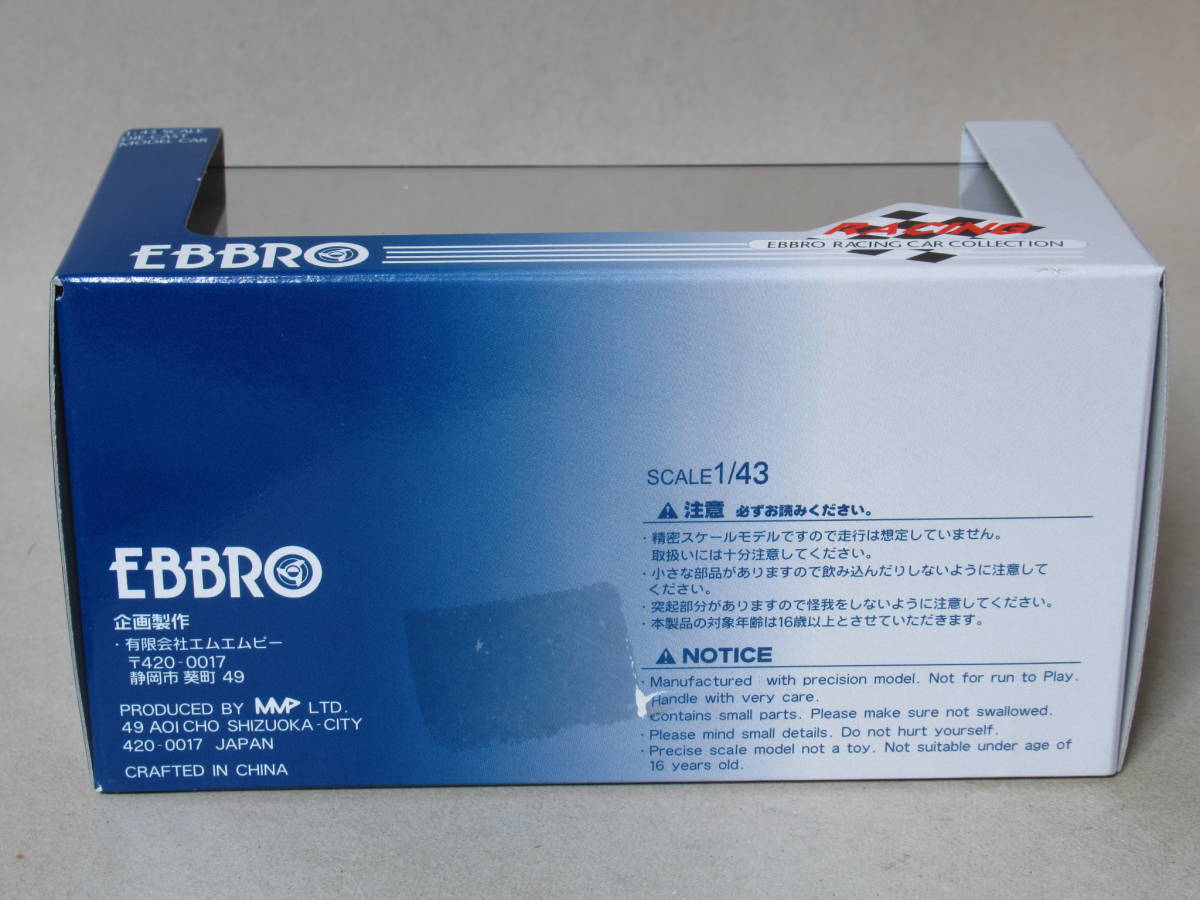 1:43 SCALE
DIE-CAST
MODEL CAR
EBBRO
RACING
EBBRO RACING CAR COLLECTION
SCALE 1/43
注意 必ずお読みください。
・精密スケールモデルですので走行は想定していません。
取扱いには十分注意してください。
・小さな部品がありますので飲み込んだりしないように注意して
ください。
・突起部分がありますので怪我をしないように注意してください。
・本製品の対象年齢は16歳以上とさせていただきます。
NOTICE
・Manufactured with precision model. Not for run to Play.
Handle with very care.
Contains small parts. Please make sure not swallowed.
・Please mind small details. Do not hurt yourself.
・Precise scale model not a toy. Not suitable under age of
16 years old.
EBBRO
企画製作
・有限会社エムエムピー
〒420-0017
静岡市 葵町 49
PRODUCED BY MMP LTD.
49 AOI CHO SHIZUOKA-CITY
420-0017 JAPAN
CRAFTED IN CHINA